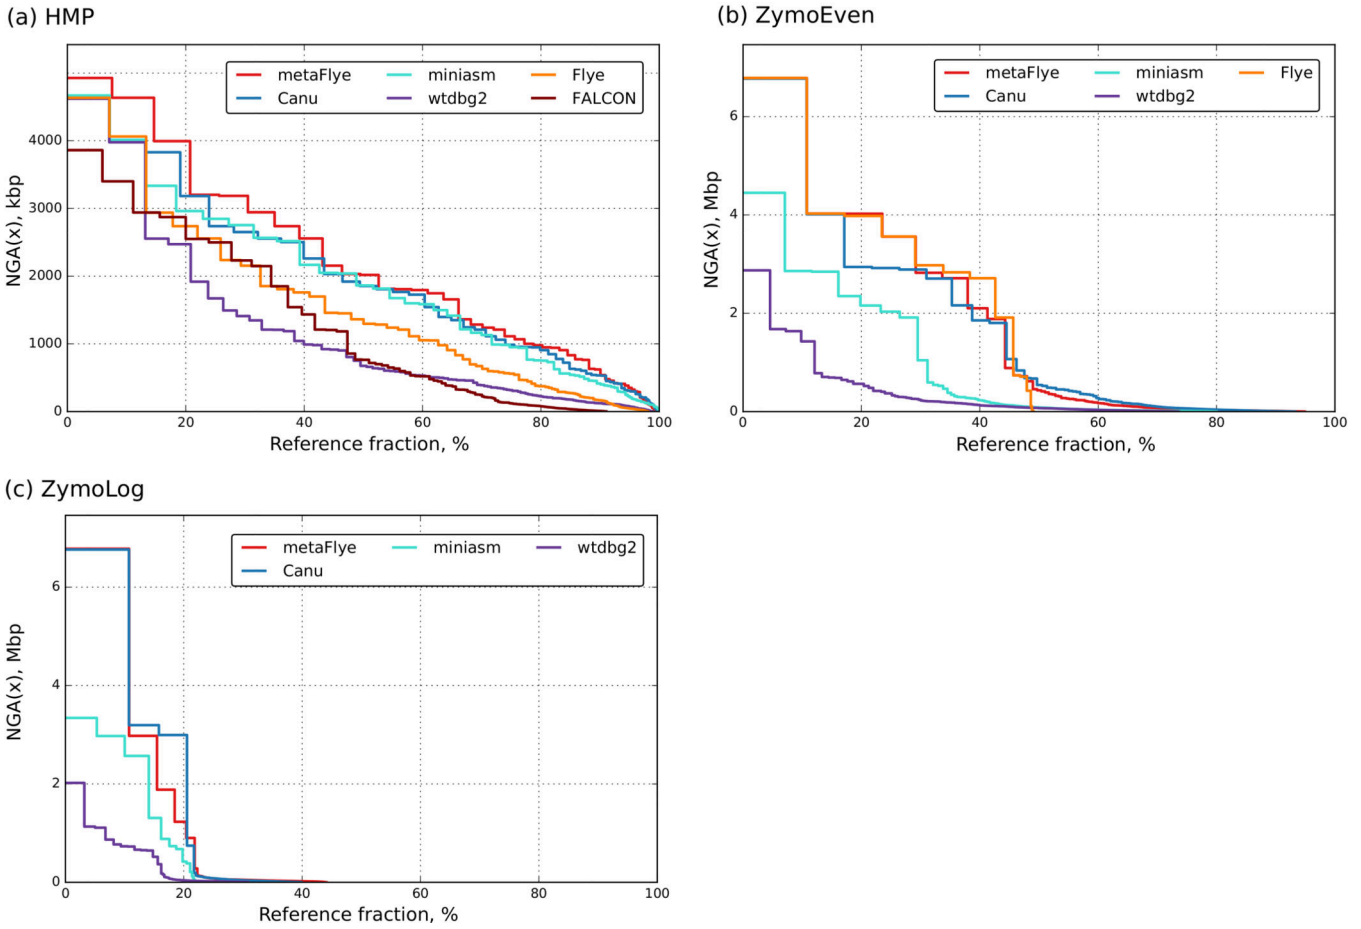 (a) HMP
metaFlye miniasm Flye
Canu wtdbg2 FALCON
NGA(x), kbp
4000
3000
2000
1000
0
0 20 40 60 80 100
Reference fraction, %
(b) ZymoEven
metaFlye miniasm Flye
Canu wtdbg2
NGA(x), Mbp
6
4
2
0
0 20 40 60 80 100
Reference fraction, %
(c) ZymoLog
metaFlye miniasm wtdbg2
Canu
NGA(x), Mbp
6
4
2
0
0 20 40 60 80 100
Reference fraction, %